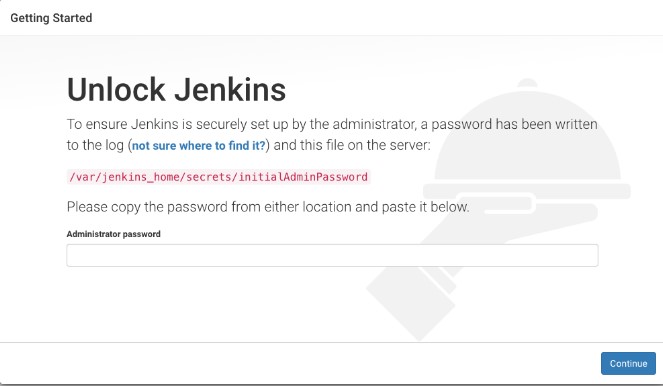 Getting Started
Unlock Jenkins
To ensure Jenkins is securely set up by the administrator, a password has been written
to the log (not sure where to find it?) and this file on the server:
/var/jenkins_home/secrets/initialAdminPassword
Please copy the password from either location and paste it below.
Administrator password
Continue